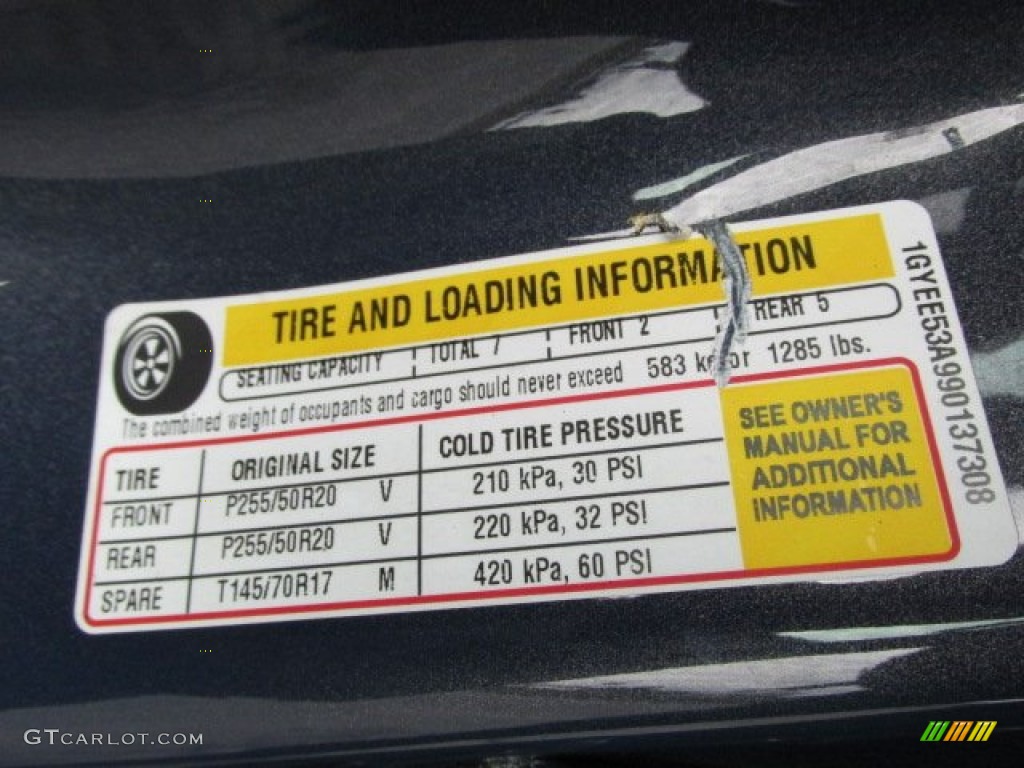 TIRE AND LOADING INFORMATION
SEATING CAPACITY TOTAL 7 FRONT 2 REAR 5
The combined weight of occupants and cargo should never exceed 583 kg or 1285 lbs.
TIRE ORIGINAL SIZE COLD TIRE PRESSURE
FRONT P255/50R20 V 210 kPa, 30 PSI
REAR P255/50R20 V 220 kPa, 32 PSI
SPARE T145/70R17 M 420 kPa, 60 PSI
SEE OWNER'S
MANUAL FOR
ADDITIONAL
INFORMATION
1GYEE53A990137308
GTCARLOT.COM